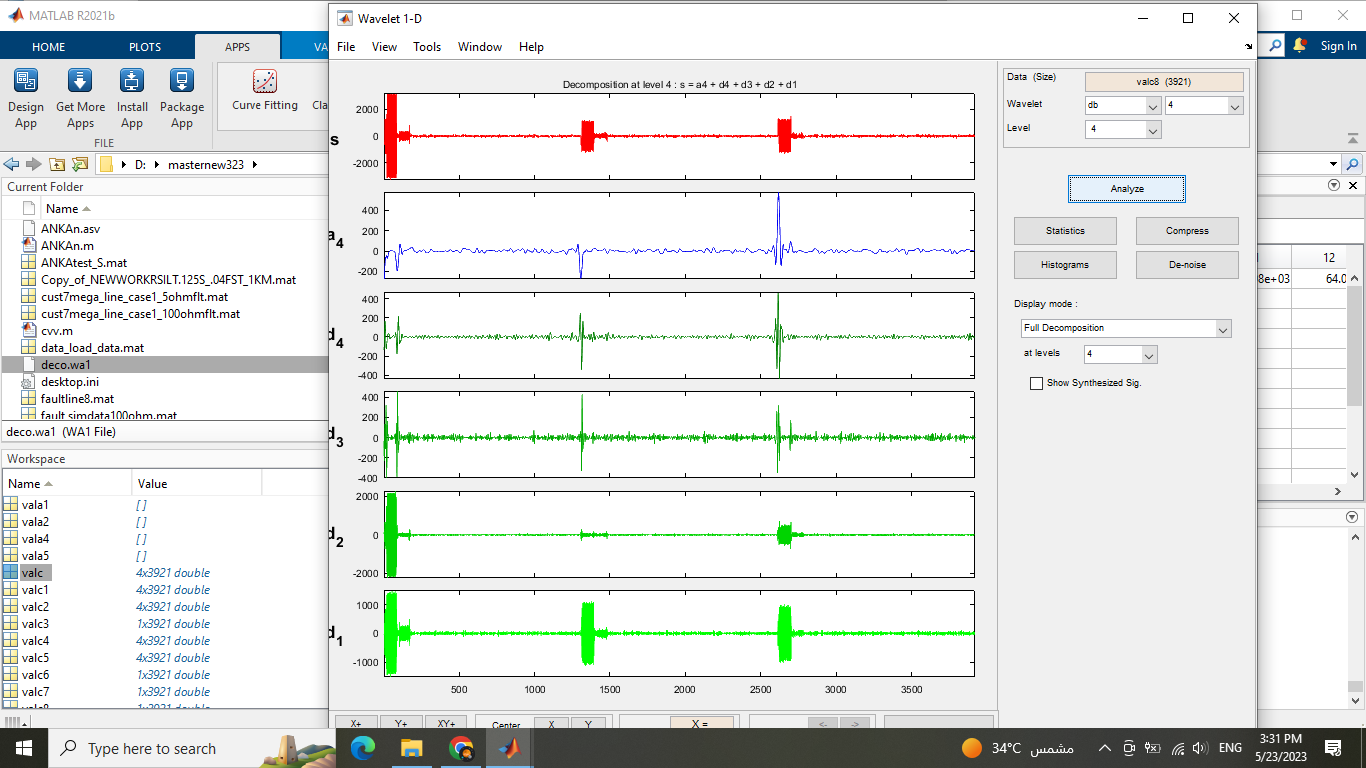 MATLAB R2021b
Wavelet 1-D
HOME PLOTS APPS VA
File View Tools Window Help
Sign In
Design App
Get More Apps
Install App
Package App
Curve Fitting
Cla
FILE
D: masternew323
Current Folder
Name
ANKAn.asv
ANKAn.m
ANKAtest_S.mat
Copy_of_NEWWORKRSILT.125S_.04FST_1KM.mat
cust7mega_line_case1_5ohmflt.mat
cust7mega_line_case1_100ohmflt.mat
cvv.m
data_load_data.mat
deco.wa1
desktop.ini
faultline8.mat
fault simdata100ohm.mat
deco.wa1 (WA1 File)
Workspace
Name Value
vala1 [ ]
vala2 [ ]
vala4 [ ]
vala5 [ ]
valc 4x3921 double
valc1 4x3921 double
valc2 4x3921 double
valc3 1x3921 double
valc4 4x3921 double
valc5 4x3921 double
valc6 1x3921 double
valc7 1x3921 double
valc8 1x3921 double
Decomposition at level 4 : s = a4 + d4 + d3 + d2 + d1
s
2000
0
-2000
a4
400
200
0
-200
d4
400
200
0
-200
-400
d3
400
200
0
-200
-400
d2
2000
0
-2000
d1
1000
0
-1000
500 1000 1500 2000 2500 3000 3500
X+ Y+ XY+ Center X Y X = <- ->
Data (Size) valc8 (3921)
Wavelet db 4
Level 4
Analyze
Statistics Compress
Histograms De-noise
Display mode :
Full Decomposition
at levels 4
Show Synthesized Sig.
12
8e+03 64.0
Type here to search
34°C مشمس
ENG
3:31 PM
5/23/2023